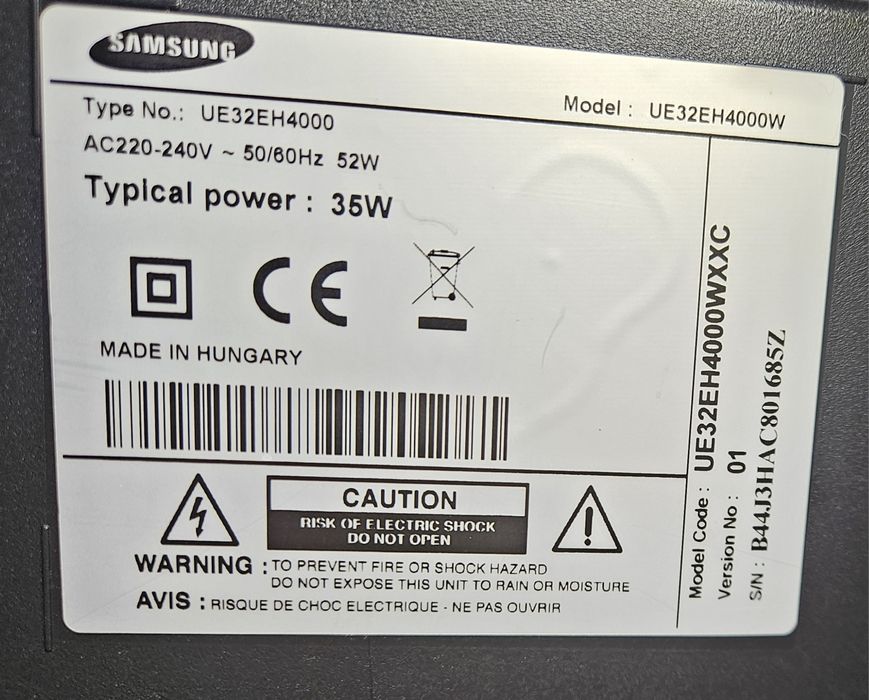 SAMSUNG
Type No.: UE32EH4000
Model : UE32EH4000W
AC220-240V ~ 50/60Hz 52W
Typical power : 35W
CE
MADE IN HUNGARY
CAUTION
RISK OF ELECTRIC SHOCK
DO NOT OPEN
WARNING : TO PREVENT FIRE OR SHOCK HAZARD
DO NOT EXPOSE THIS UNIT TO RAIN OR MOISTURE
AVIS : RISQUE DE CHOC ELECTRIQUE - NE PAS OUVRIR
Model Code : UE32EH4000WXXC
Version No : 01
S/N : B44J3HAC801685Z